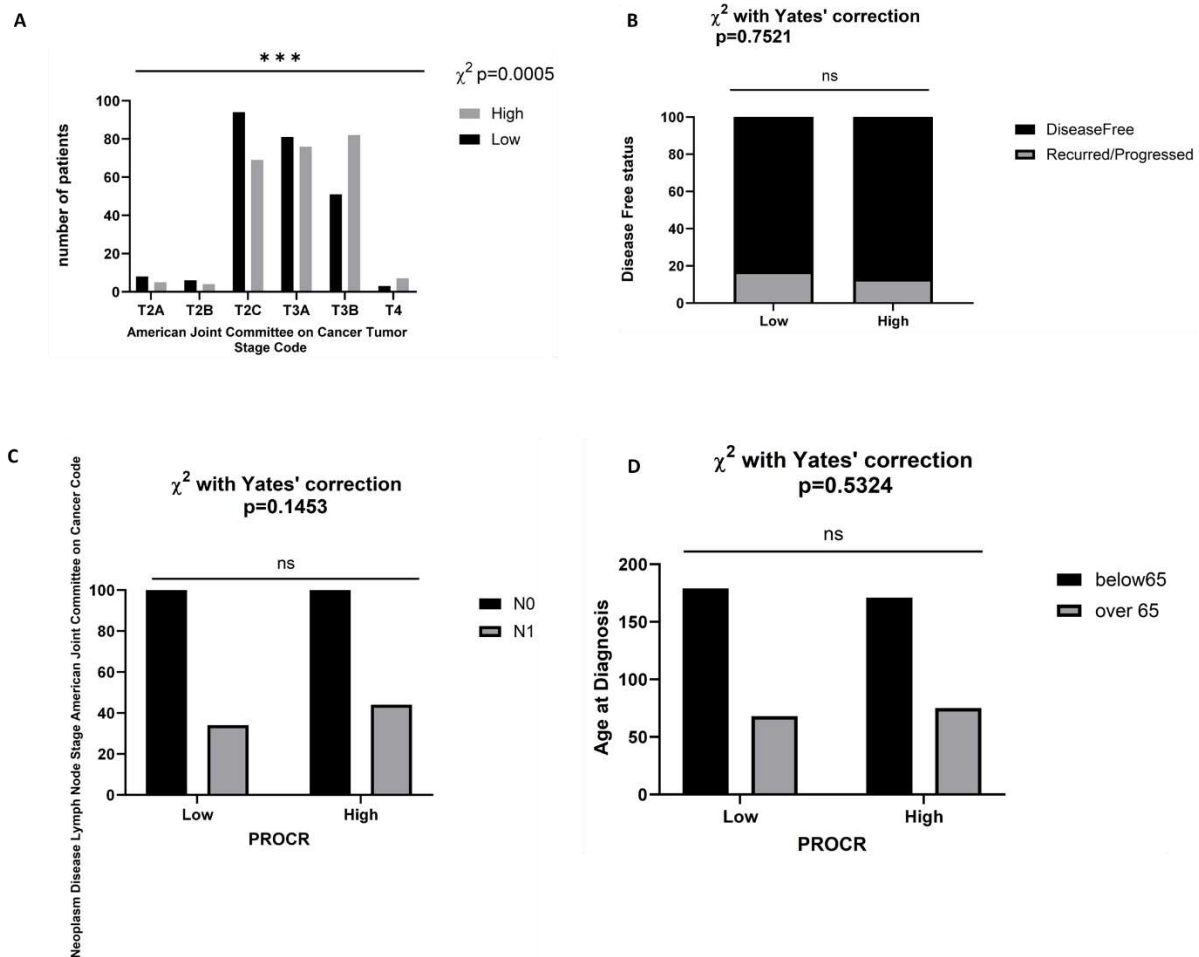 A
***
χ² p=0.0005
High
Low
number of patients
100
80
60
40
20
0
T2A T2B T2C T3A T3B T4
American Joint Committee on Cancer Tumor
Stage Code
B
χ² with Yates' correction
p=0.7521
ns
DiseaseFree
Recurred/Progressed
Disease Free status
100
80
60
40
20
0
Low High
C
χ² with Yates' correction
p=0.1453
ns
N0
N1
Neoplasm Disease Lymph Node Stage American Joint Committee on Cancer Code
100
80
60
40
20
0
Low High
PROCR
D
χ² with Yates' correction
p=0.5324
ns
below65
over 65
Age at Diagnosis
200
150
100
50
0
Low High
PROCR